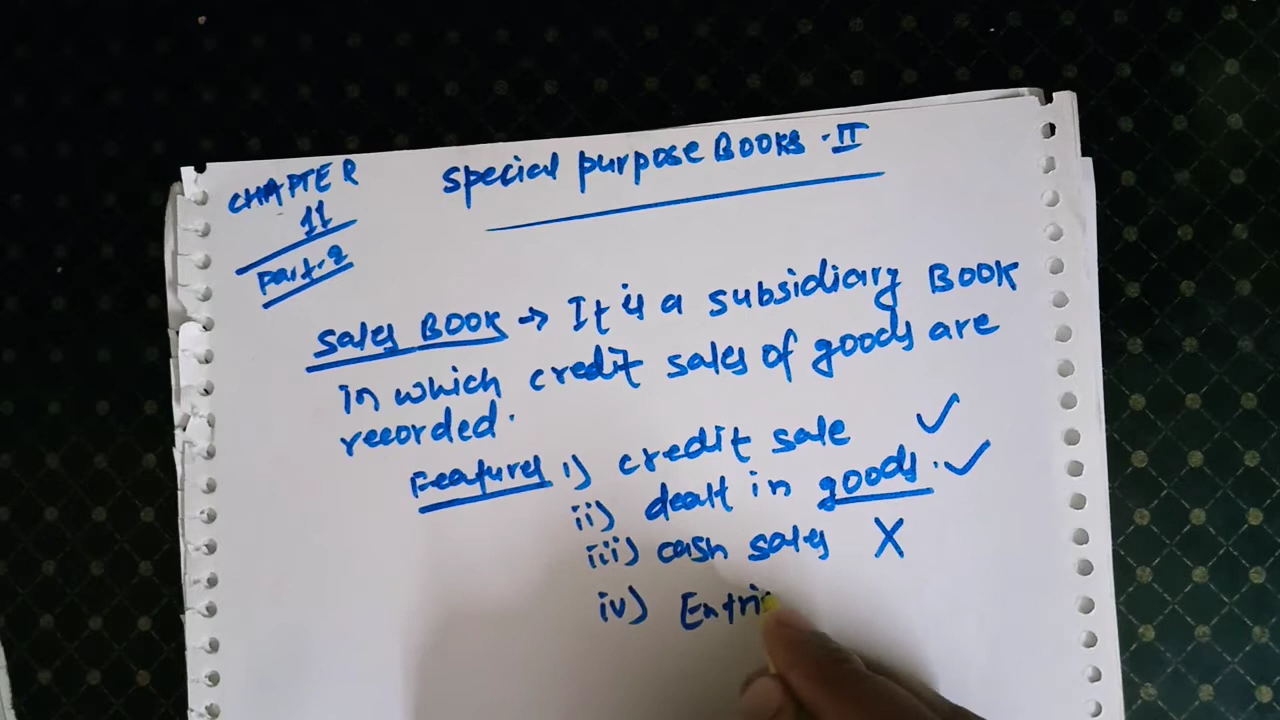 CHAPTER
11
Part-2
Special purpose BOOKS-II
Sales BOOK → It is a subsidiary BOOK
in which credit sales of goods are
recorded.
Features i) credit sale ✓
ii) dealt in goods. ✓
iii) cash sales X
iv) Entri